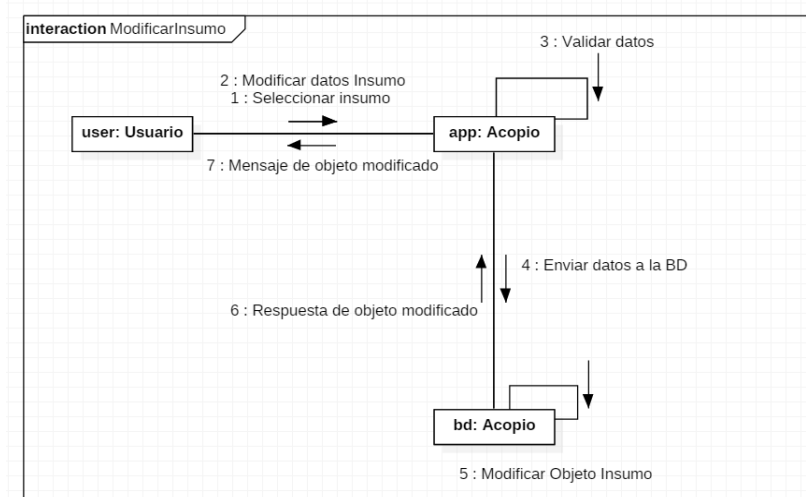 interaction ModificarInsumo
3 : Validar datos
2 : Modificar datos Insumo
1 : Seleccionar insumo
user: Usuario
app: Acopio
7 : Mensaje de objeto modificado
4 : Enviar datos a la BD
6 : Respuesta de objeto modificado
bd: Acopio
5 : Modificar Objeto Insumo